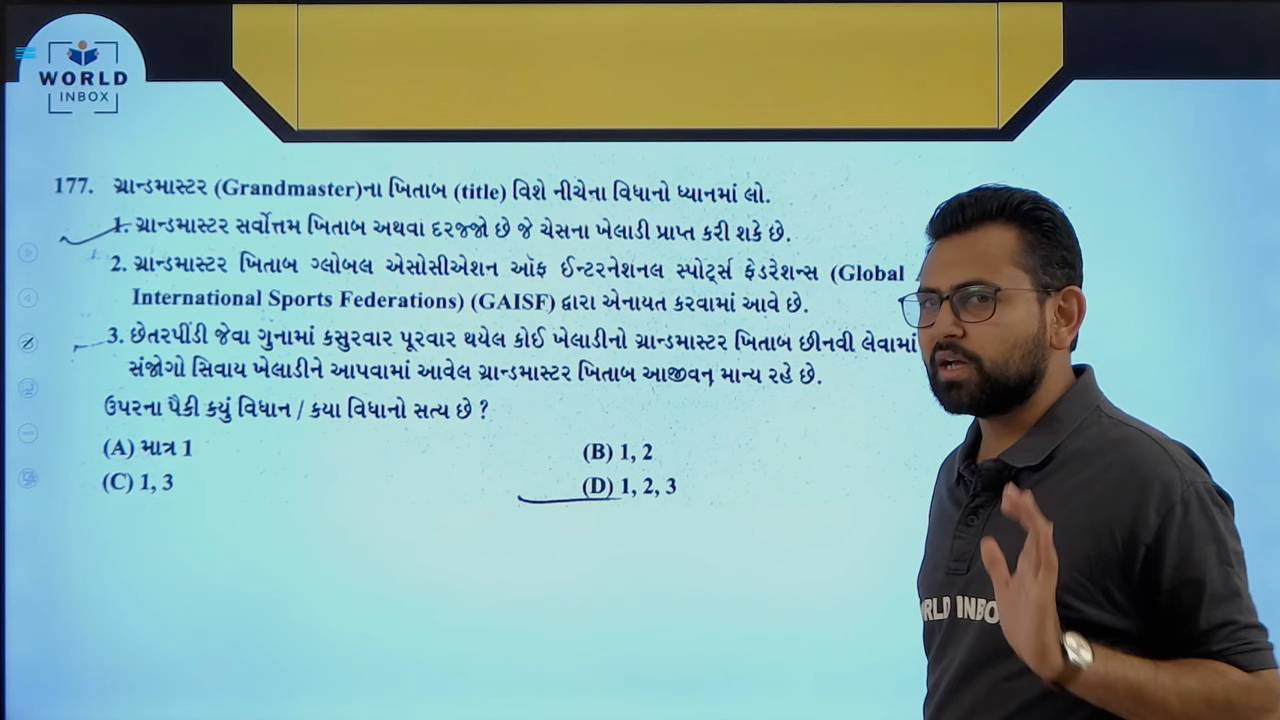 WORLD
INBOX
177. ગ્રાન્ડમાસ્ટર (Grandmaster)ના ખિતાબ (title) વિશે નીચેના વિધાનો ધ્યાનમાં લો.
1. ગ્રાન્ડમાસ્ટર સર્વોત્તમ ખિતાબ અથવા દરજ્જો છે જે ચેસના ખેલાડી પ્રાપ્ત કરી શકે છે.
2. ગ્રાન્ડમાસ્ટર ખિતાબ ગ્લોબલ એસોસીએશન ઑફ ઈન્ટરનેશનલ સ્પોર્ટ્સ ફેડરેશન્સ (Global
International Sports Federations) (GAISF) દ્વારા એનાયત કરવામાં આવે છે.
3. છેતરપીંડી જેવા ગુનામાં કસુરવાર પૂરવાર થયેલ કોઈ ખેલાડીનો ગ્રાન્ડમાસ્ટર ખિતાબ છીનવી લેવામાં
સંજોગો સિવાય ખેલાડીને આપવામાં આવેલ ગ્રાન્ડમાસ્ટર ખિતાબ આજીવન માન્ય રહે છે.
ઉપરના પૈકી કયું વિધાન / કયા વિધાનો સત્ય છે ?
(A) માત્ર 1
(B) 1, 2
(C) 1, 3
(D) 1, 2, 3
RLD INBO